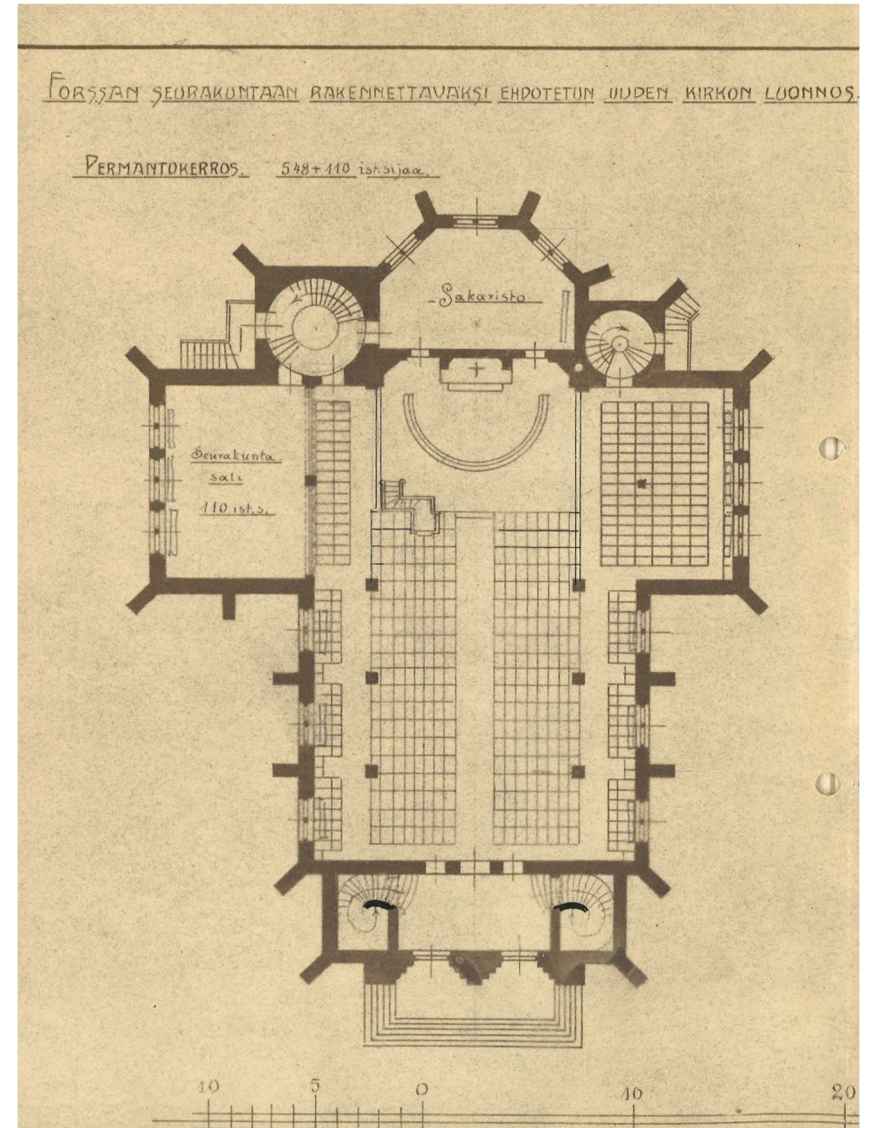 FORSSAN SEURAKUNTAAN RAKENNETTAVAKSI EHDOTETUN UUDEN KIRKON LUONNOS.
PERMANTOKERROS. 548+110 ist.sijaa.
Sakaristo
Seurakunta-
sali
110 ist.s.
10 5 0 10 20